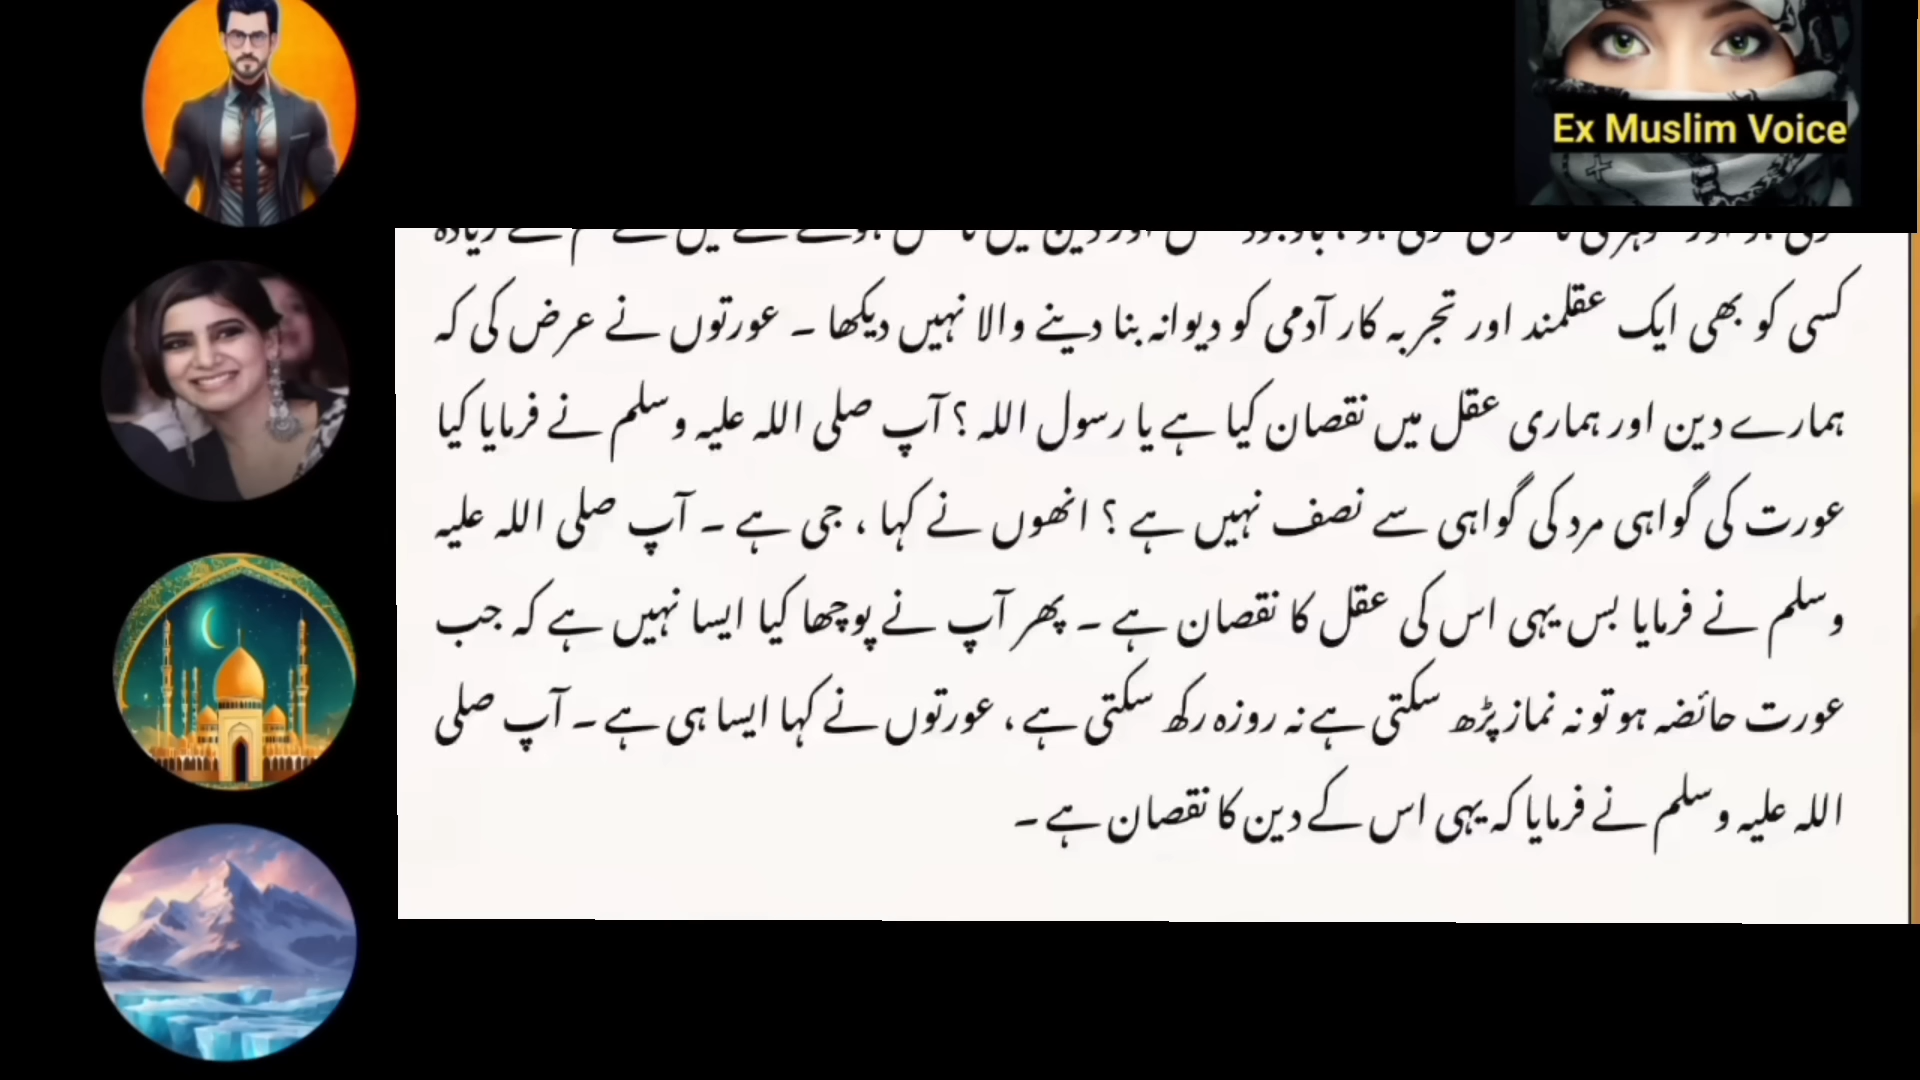 Ex Muslim Voice
کسی کو بھی ایک عقلمند اور تجربہ کار آدمی کو دیوانہ بنا دینے والا نہیں دیکھا ۔ عورتوں نے عرض کی کہ
ہمارے دین اور ہماری عقل میں نقصان کیا ہے یا رسول اللہ ؟ آپ صلی اللہ علیہ وسلم نے فرمایا کیا
عورت کی گواہی مرد کی گواہی سے نصف نہیں ہے ؟ انھوں نے کہا ، جی ہے ۔ آپ صلی اللہ علیہ
وسلم نے فرمایا بس یہی اس کی عقل کا نقصان ہے ۔ پھر آپ نے پوچھا کیا ایسا نہیں ہے کہ جب
عورت حائضہ ہو تو نہ نماز پڑھ سکتی ہے نہ روزہ رکھ سکتی ہے ، عورتوں نے کہا ایسا ہی ہے ۔ آپ صلی
اللہ علیہ وسلم نے فرمایا کہ یہی اس کے دین کا نقصان ہے ۔